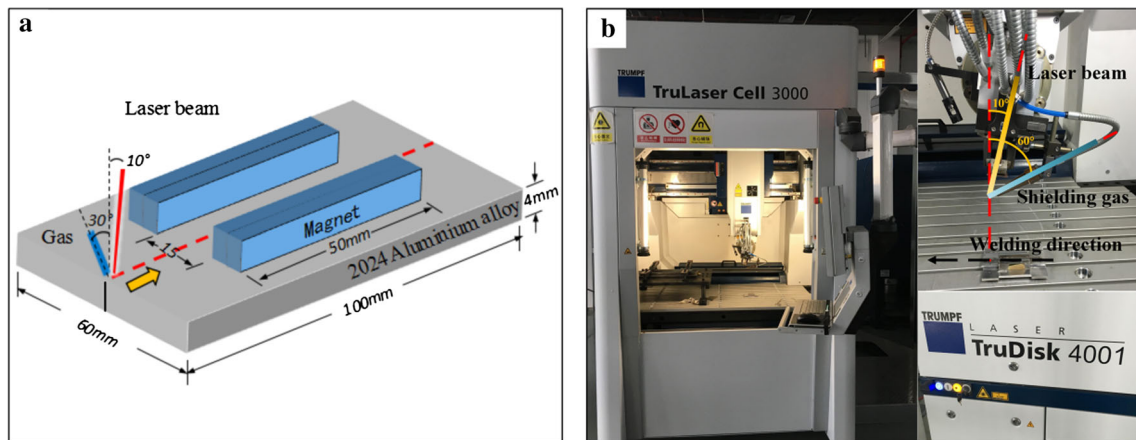 a
Laser beam
10°
30°
Gas
15
Magnet
50mm
4mm
2024 Aluminium alloy
100mm
60mm
b
TRUMPF
TruLaser Cell 3000
Laser beam
10°
60°
Shielding gas
Welding direction
TRUMPF
LASER
TruDisk 4001